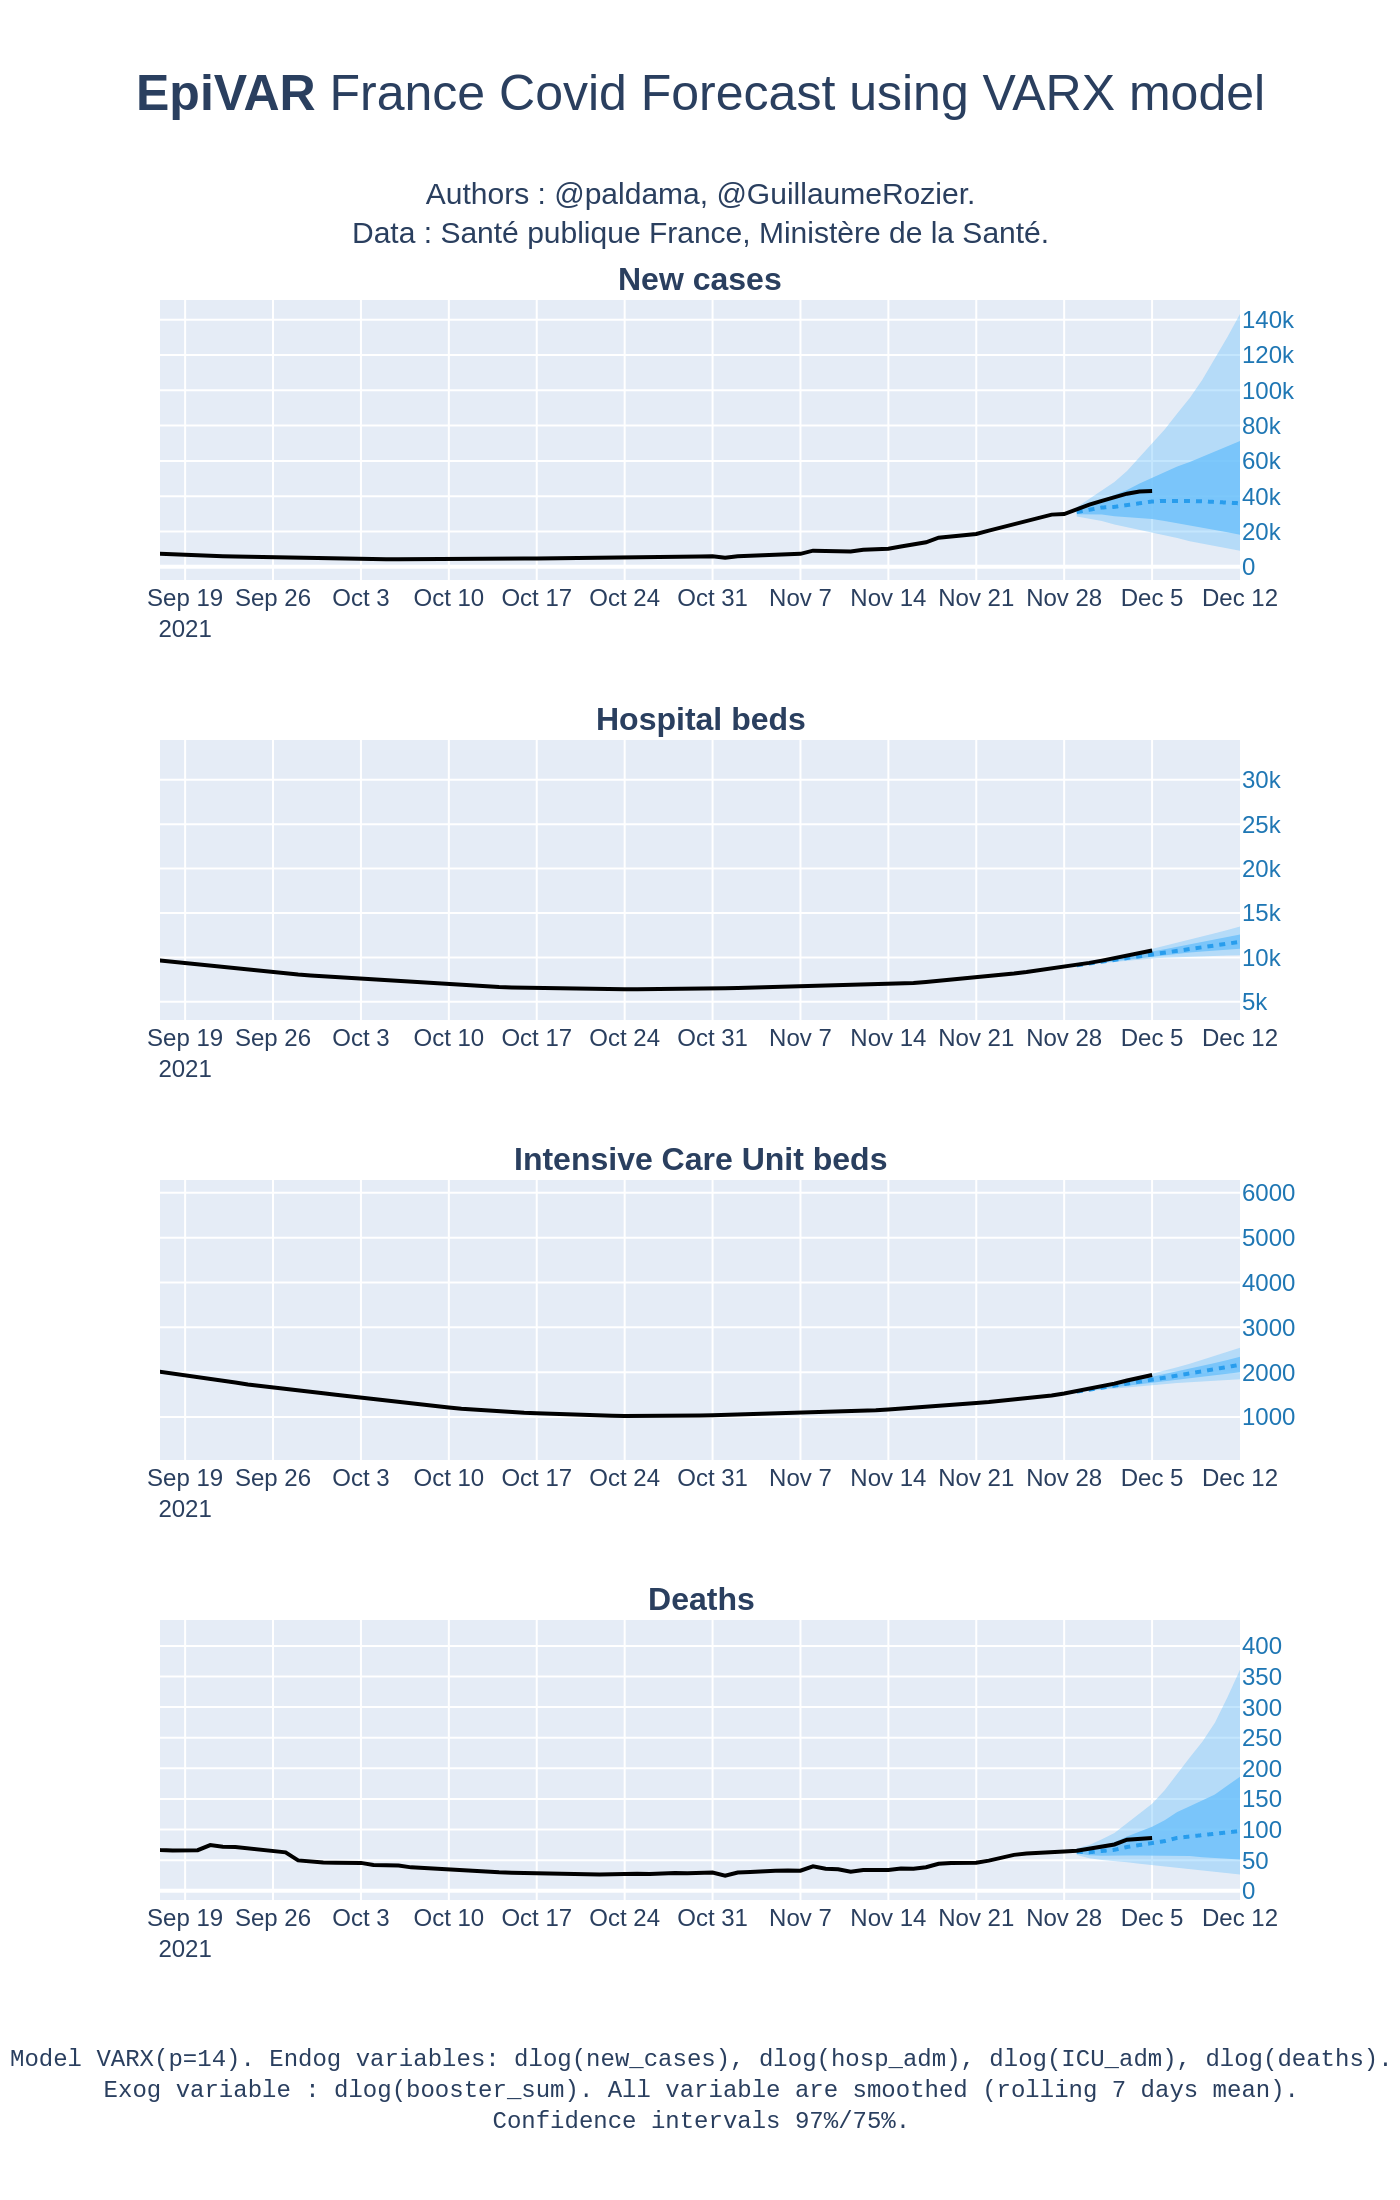 EpiVAR France Covid Forecast using VARX model
Authors : @paldama, @GuillaumeRozier.
Data : Santé publique France, Ministère de la Santé.
New cases
140k
120k
100k
80k
60k
40k
20k
0
Sep 19 Sep 26 Oct 3 Oct 10 Oct 17 Oct 24 Oct 31 Nov 7 Nov 14 Nov 21 Nov 28 Dec 5 Dec 12
2021
Hospital beds
30k
25k
20k
15k
10k
5k
Sep 19 Sep 26 Oct 3 Oct 10 Oct 17 Oct 24 Oct 31 Nov 7 Nov 14 Nov 21 Nov 28 Dec 5 Dec 12
2021
Intensive Care Unit beds
6000
5000
4000
3000
2000
1000
Sep 19 Sep 26 Oct 3 Oct 10 Oct 17 Oct 24 Oct 31 Nov 7 Nov 14 Nov 21 Nov 28 Dec 5 Dec 12
2021
Deaths
400
350
300
250
200
150
100
50
0
Sep 19 Sep 26 Oct 3 Oct 10 Oct 17 Oct 24 Oct 31 Nov 7 Nov 14 Nov 21 Nov 28 Dec 5 Dec 12
2021
Model VARX(p=14). Endog variables: dlog(new_cases), dlog(hosp_adm), dlog(ICU_adm), dlog(deaths).
Exog variable : dlog(booster_sum). All variable are smoothed (rolling 7 days mean).
Confidence intervals 97%/75%.